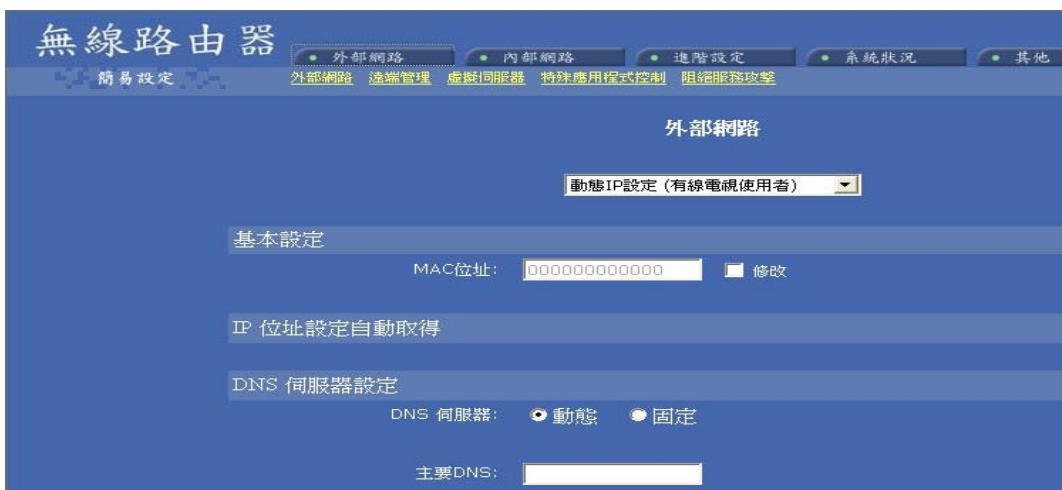 無線路由器
外部網路 內部網路 進階設定 系統狀况 其他
簡易設定 外部網路 遠端管理 虛擬伺服器 特殊應用程式控制 阻絕服務攻擊
外部網路
動態IP設定 (有線電視使用者)
基本設定
MAC位址: 000000000000 修改
IP 位址設定自動取得
DNS 伺服器設定
DNS 伺服器: 動態 固定
主要DNS: